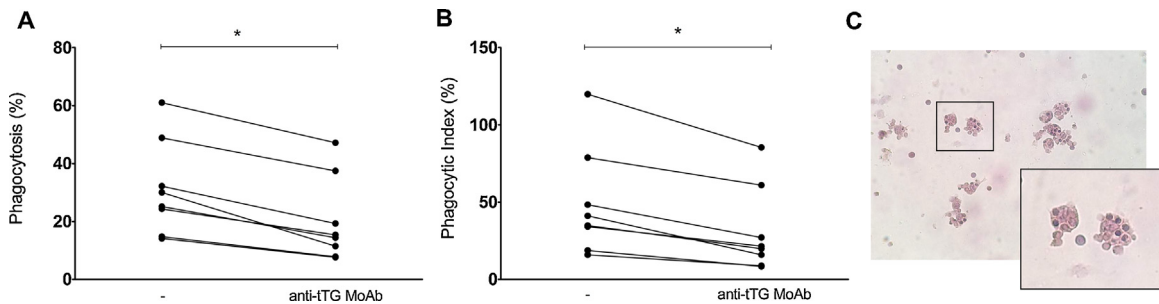 A
Phagocytosis (%)
80
60
40
20
0
*
-
anti-tTG MoAb
B
Phagocytic Index (%)
150
100
50
0
*
-
anti-tTG MoAb
C